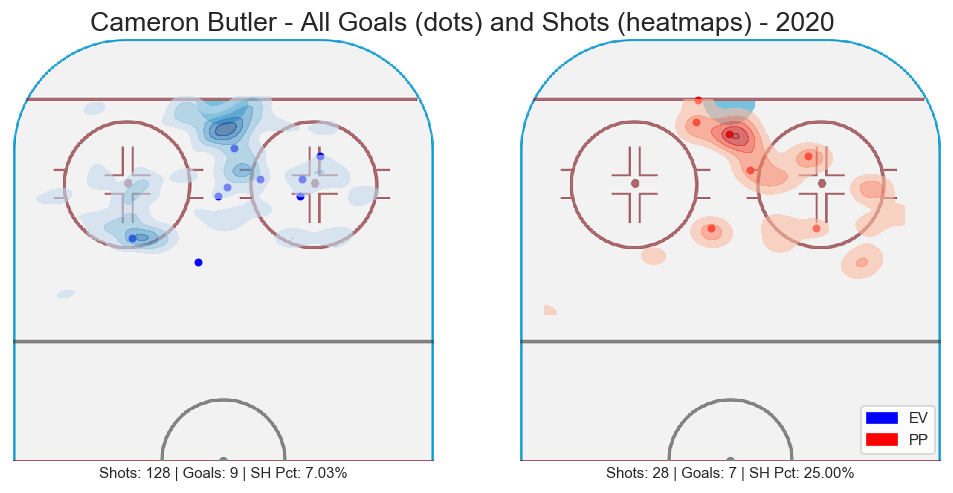 Cameron Butler - All Goals (dots) and Shots (heatmaps) - 2020
EV
PP
Shots: 128 | Goals: 9 | SH Pct: 7.03%
Shots: 28 | Goals: 7 | SH Pct: 25.00%